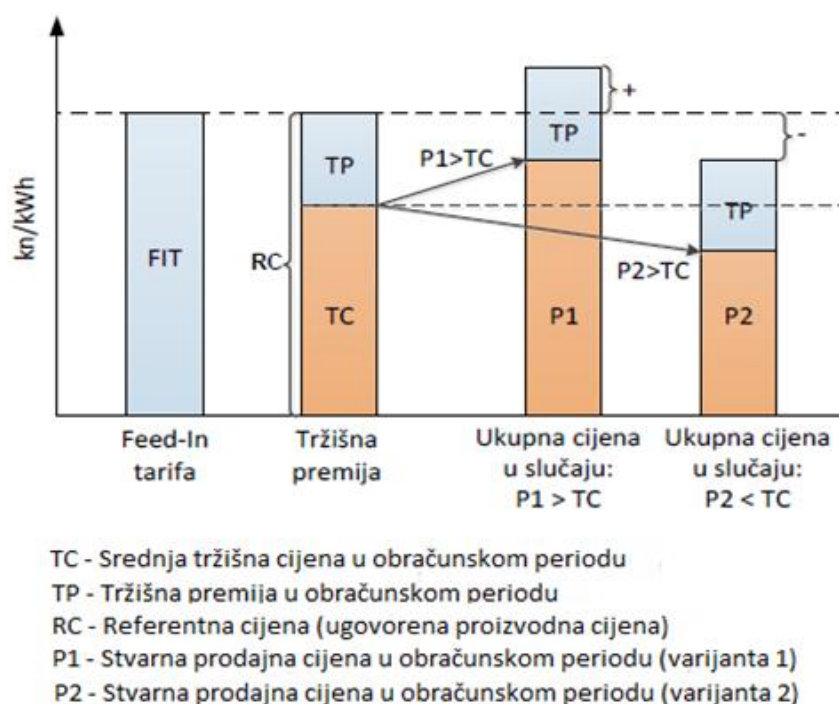 +
-
TP
TP
P1>TC
TP
kn/kWh
FIT
RC
P2>TC
TC
P1
P2
Feed-In
tarifa
Tržišna
premija
Ukupna cijena
u slučaju:
P1 > TC
Ukupna cijena
u slučaju:
P2 < TC
TC - Srednja tržišna cijena u obračunskom periodu
TP - Tržišna premija u obračunskom periodu
RC - Referentna cijena (ugovorena proizvodna cijena)
P1 - Stvarna prodajna cijena u obračunskom periodu (varijanta 1)
P2 - Stvarna prodajna cijena u obračunskom periodu (varijanta 2)